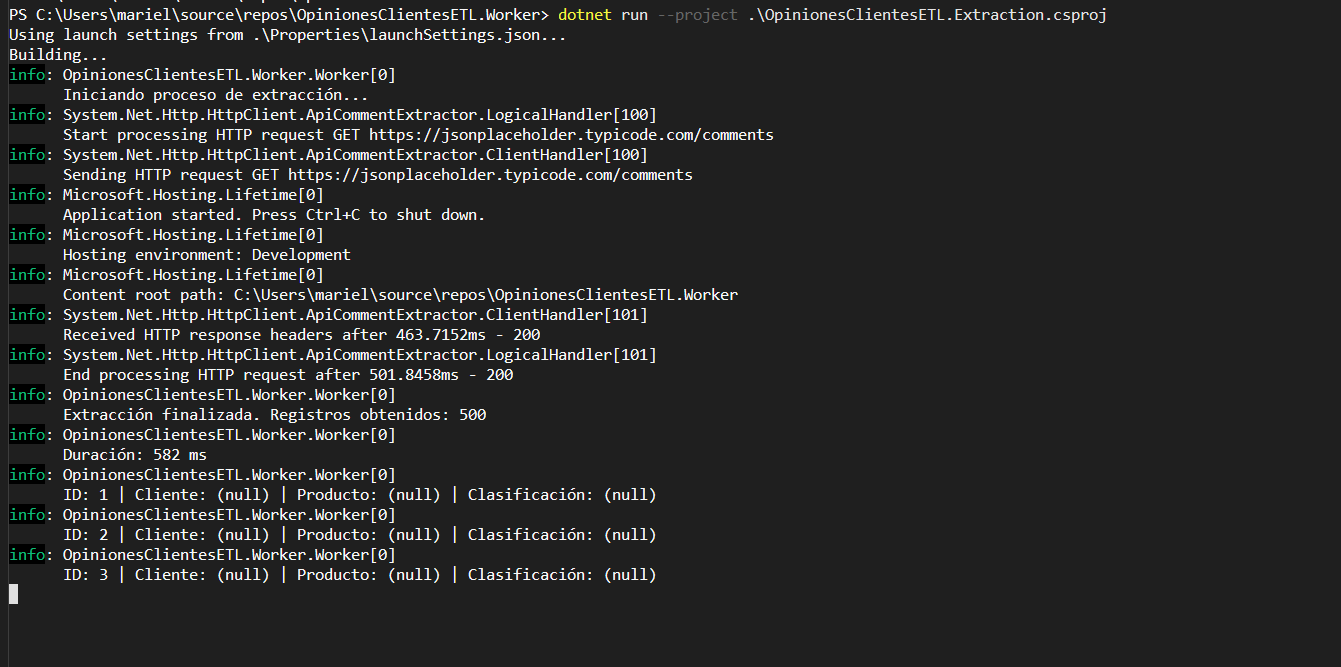 PS C:\Users\mariel\source\repos\OpinionesClientesETL.Worker> dotnet run --project .\OpinionesClientesETL.Extraction.csproj
Using launch settings from .\Properties\launchSettings.json...
Building...
info: OpinionesClientesETL.Worker.Worker[0]
      Iniciando proceso de extracción...
info: System.Net.Http.HttpClient.ApiCommentExtractor.LogicalHandler[100]
      Start processing HTTP request GET https://jsonplaceholder.typicode.com/comments
info: System.Net.Http.HttpClient.ApiCommentExtractor.ClientHandler[100]
      Sending HTTP request GET https://jsonplaceholder.typicode.com/comments
info: Microsoft.Hosting.Lifetime[0]
      Application started. Press Ctrl+C to shut down.
info: Microsoft.Hosting.Lifetime[0]
      Hosting environment: Development
info: Microsoft.Hosting.Lifetime[0]
      Content root path: C:\Users\mariel\source\repos\OpinionesClientesETL.Worker
info: System.Net.Http.HttpClient.ApiCommentExtractor.ClientHandler[101]
      Received HTTP response headers after 463.7152ms - 200
info: System.Net.Http.HttpClient.ApiCommentExtractor.LogicalHandler[101]
      End processing HTTP request after 501.8458ms - 200
info: OpinionesClientesETL.Worker.Worker[0]
      Extracción finalizada. Registros obtenidos: 500
info: OpinionesClientesETL.Worker.Worker[0]
      Duración: 582 ms
info: OpinionesClientesETL.Worker.Worker[0]
      ID: 1 | Cliente: (null) | Producto: (null) | Clasificación: (null)
info: OpinionesClientesETL.Worker.Worker[0]
      ID: 2 | Cliente: (null) | Producto: (null) | Clasificación: (null)
info: OpinionesClientesETL.Worker.Worker[0]
      ID: 3 | Cliente: (null) | Producto: (null) | Clasificación: (null)